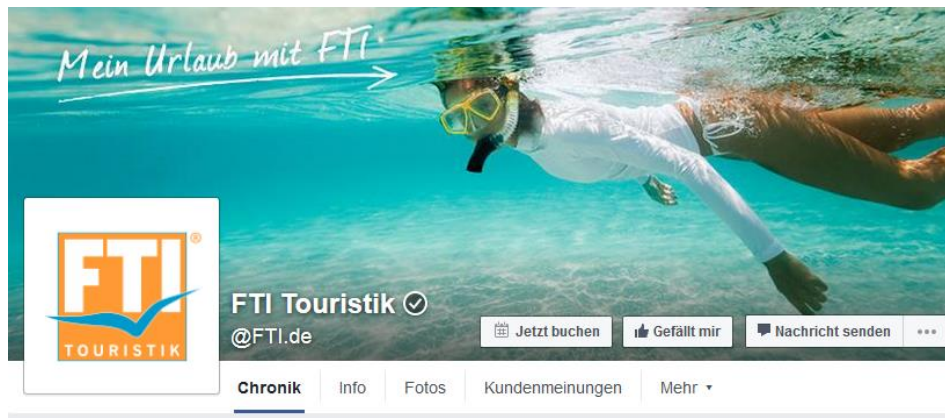 Mein Urlaub mit FTI
FTI®
TOURISTIK
FTI Touristik
@FTI.de
Jetzt buchen
Gefällt mir
Nachricht senden
Chronik
Info
Fotos
Kundenmeinungen
Mehr